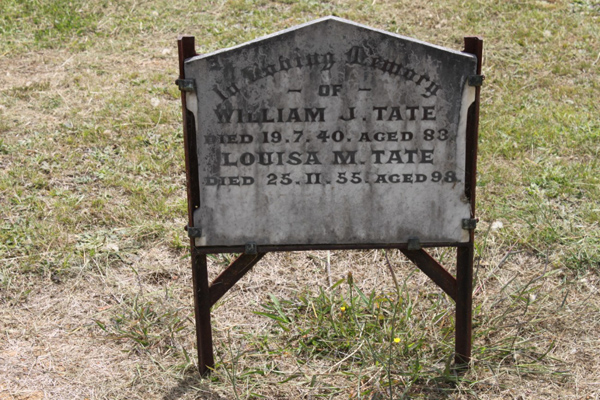 In Loving Memory
— OF —
WILLIAM J. TATE
DIED 19.7.40. AGED 83
LOUISA M. TATE
DIED 25.11.55. AGED 98.